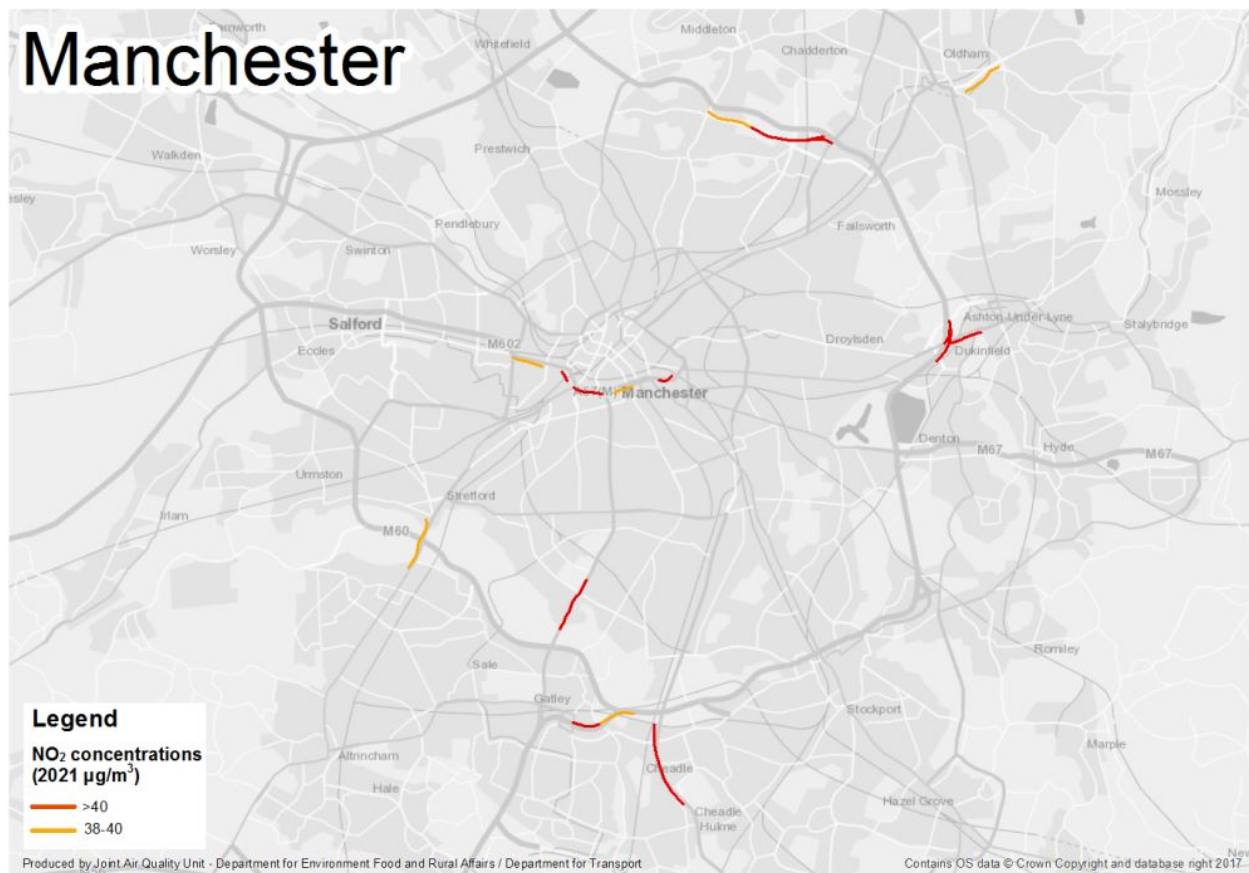 Manchester
Whitefield
Middleton
Chadderton
Oldham
Walkden
Prestwich
Mossley
Pendlebury
Failsworth
Worsley
Swinton
Salford
Ashton-Under-Lyne
Stalybridge
M602
Droylsden
Dukinfield
Eccles
A57(M)
Manchester
Denton
Hyde
M67
M67
Urmston
Stretford
Irlam
M60
Romiley
Sale
Gatley
Stockport
Marple
Altrincham
Cheadle
Hale
Hazel Grove
Cheadle
Hulme
Legend
NO₂ concentrations
(2021 µg/m³)
>40
38-40
Produced by Joint Air Quality Unit - Department for Environment Food and Rural Affairs / Department for Transport
Contains OS data © Crown Copyright and database right 2017